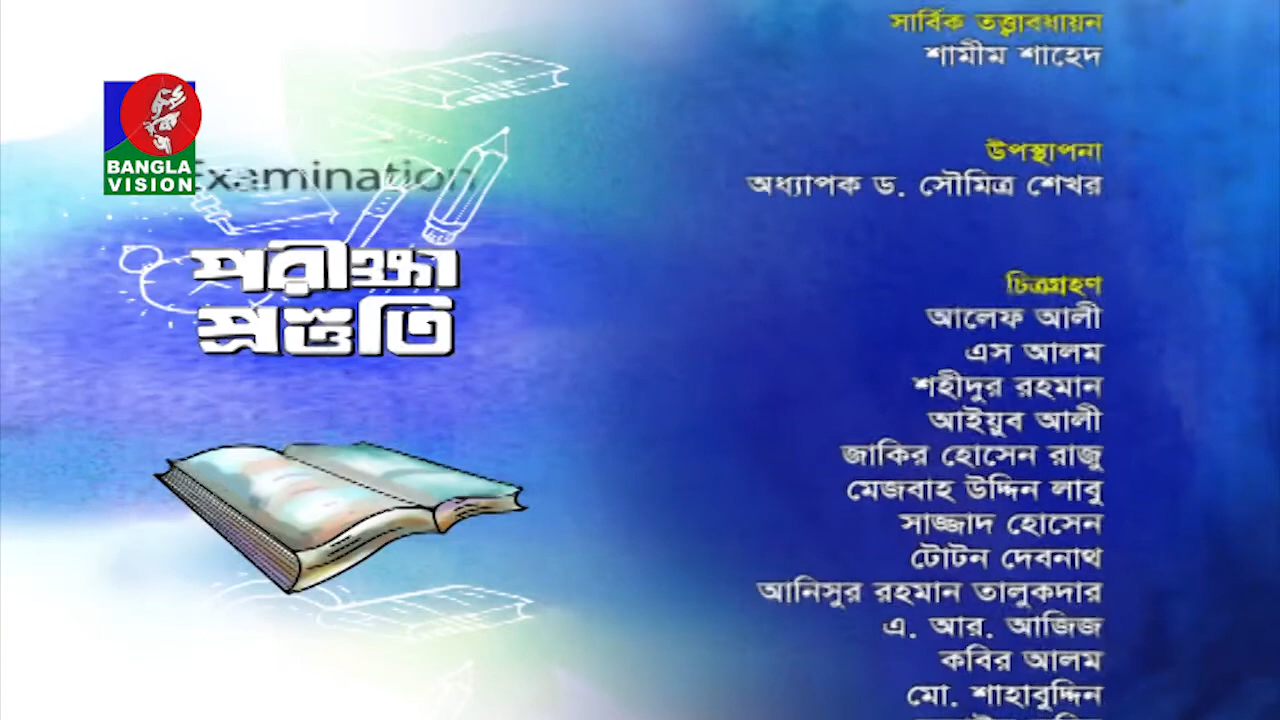 BANGLA
VISION
Examination
পরীক্ষা
প্রস্তুতি
সার্বিক তত্ত্বাবধায়ন
শামীম শাহেদ
উপস্থাপনা
অধ্যাপক ড. সৌমিত্র শেখর
চিত্রগ্রহণ
আলেফ আলী
এস আলম
শহীদুর রহমান
আইয়ুব আলী
জাকির হোসেন রাজু
মেজবাহ উদ্দিন লাবু
সাজ্জাদ হোসেন
টোটন দেবনাথ
আনিসুর রহমান তালুকদার
এ. আর. আজিজ
কবির আলম
মো. শাহাবুদ্দিন